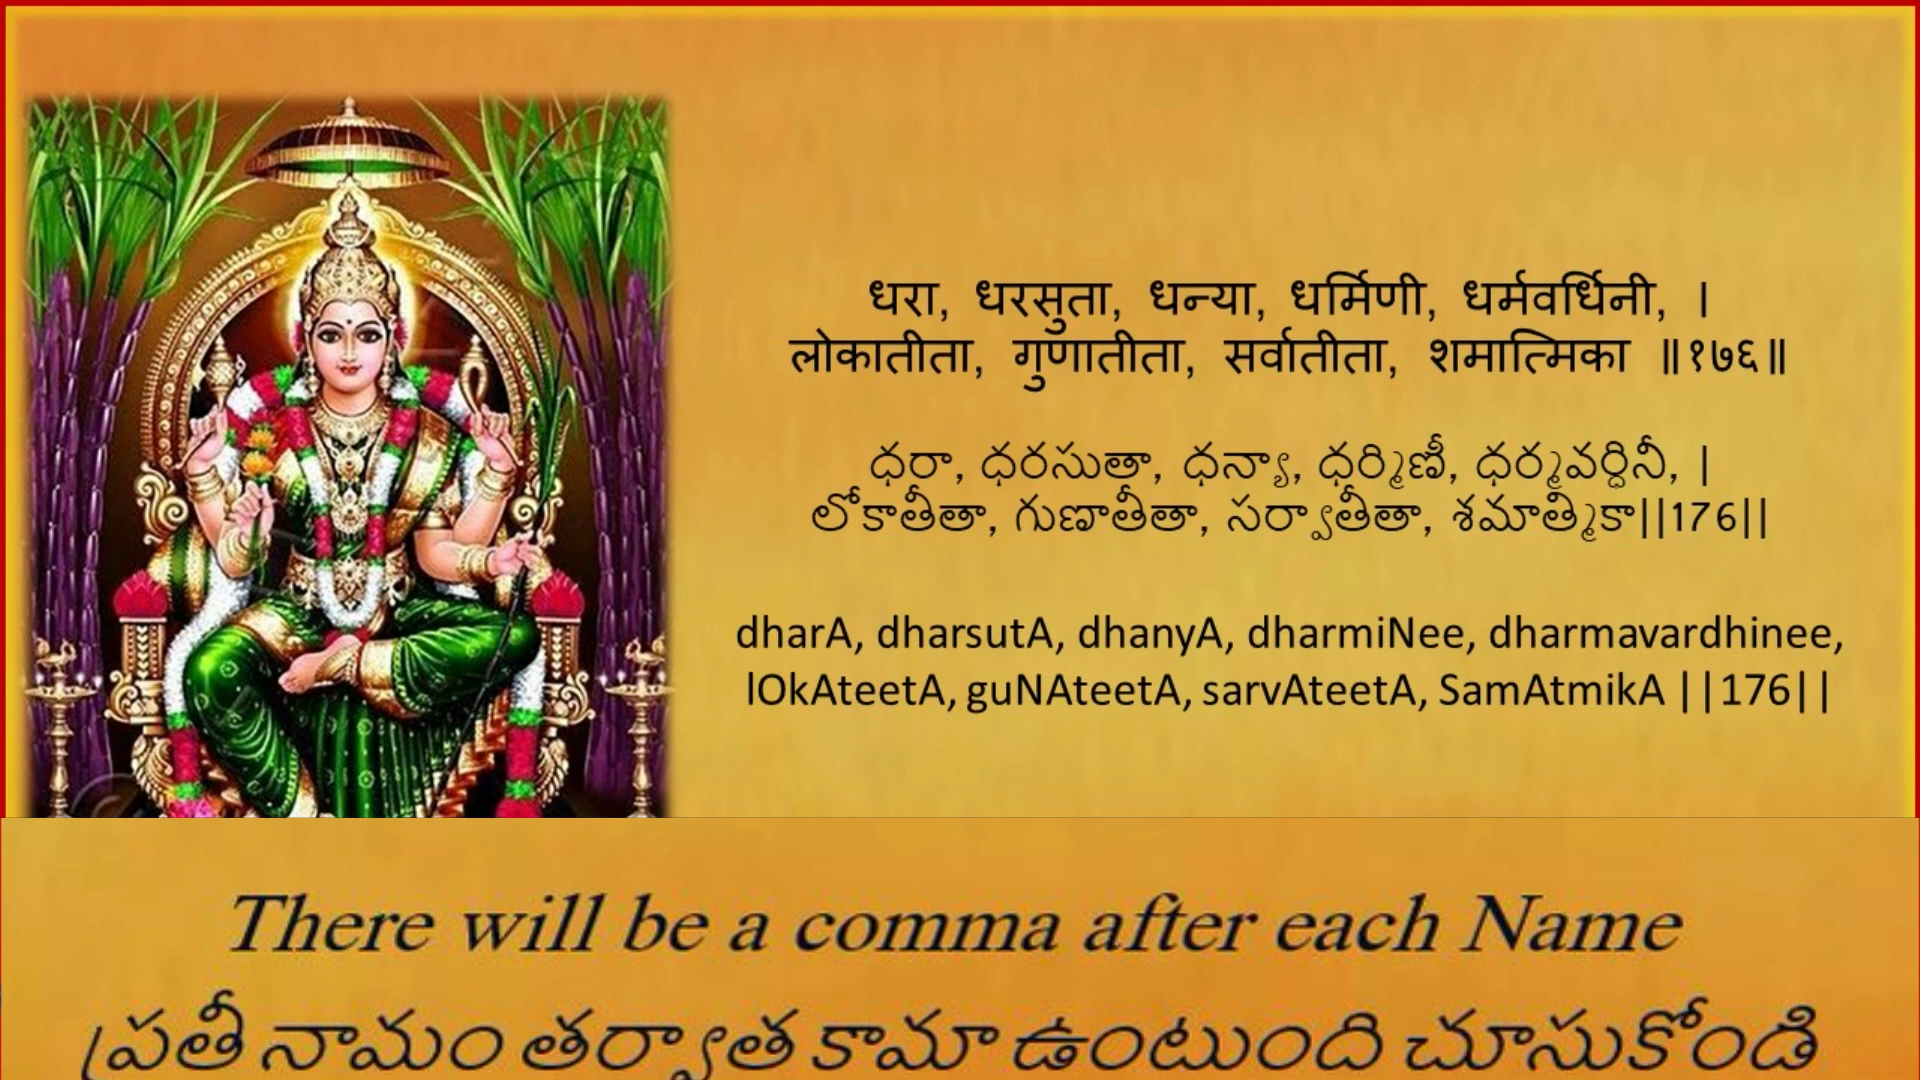 धरा, धरसुता, धन्या, धर्मिणी, धर्मवर्धिनी, ।
लोकातीता, गुणातीता, सर्वातीता, शमात्मिका ॥१७६॥
ధరా, ధరసుతా, ధన్యా, ధర్మిణీ, ధర్మవర్ధినీ, |
లోకాతీతా, గుణాతీతా, సర్వాతీతా, శమాత్మికా||176||
dharA, dharsutA, dhanyA, dharmiNee, dharmavardhinee,
lOkAteetA, guNAteetA, sarvAteetA, SamAtmikA ||176||
There will be a comma after each Name
ప్రతీ నామం తర్వాత కామా ఉంటుంది చూసుకోండి